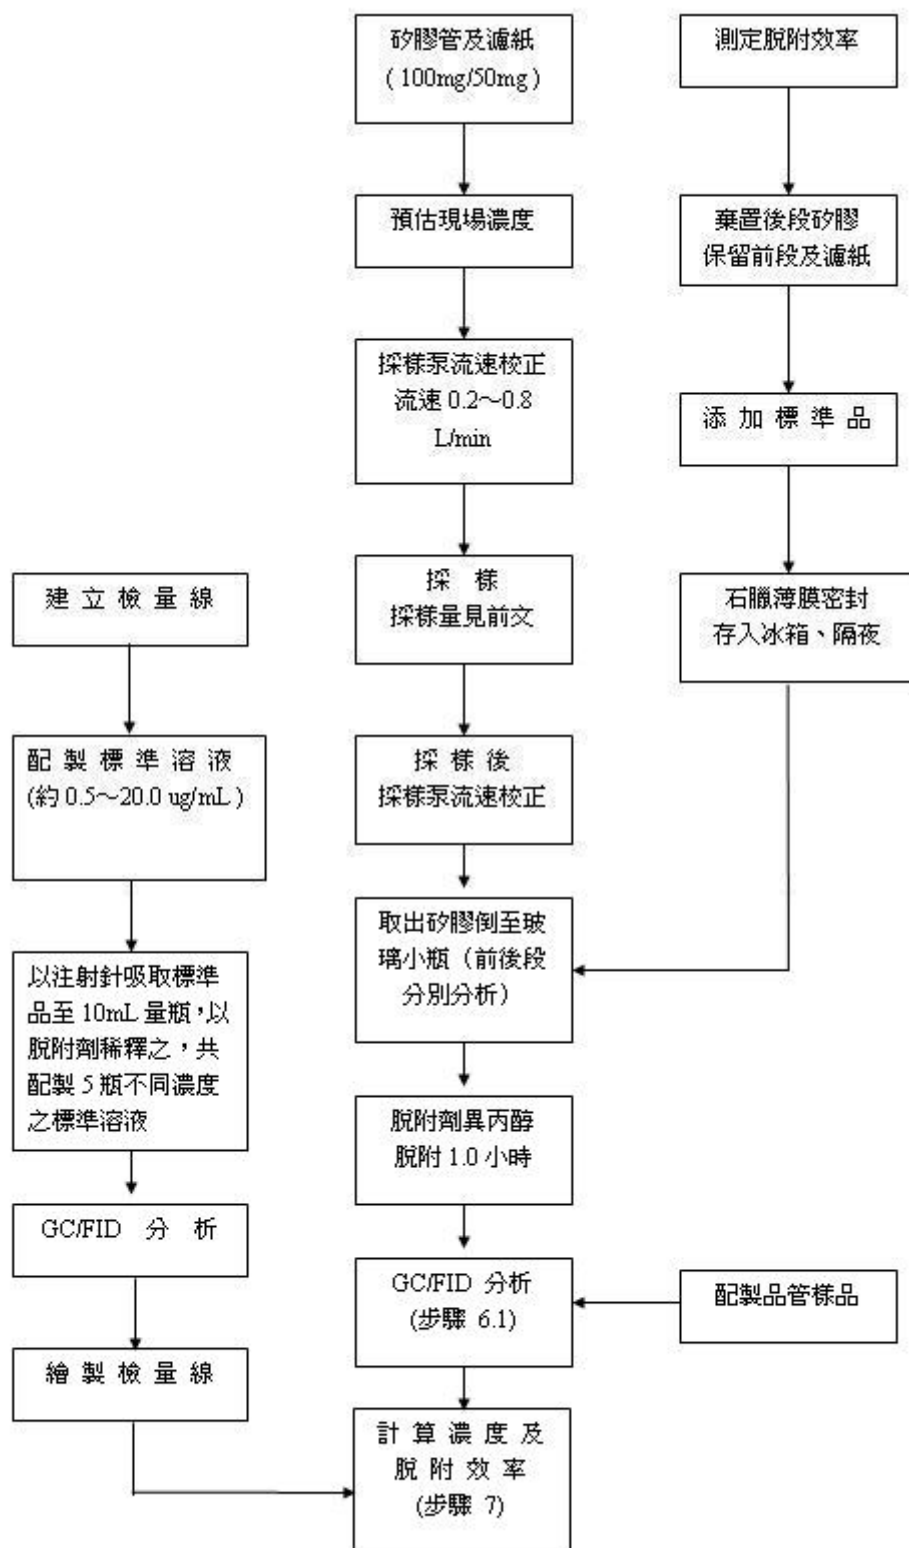 矽膠管及濾紙
( 100mg/50mg )
預估現場濃度
採樣泵流速校正
流速 0.2～0.8
L/min
採 樣
採樣量見前文
採 樣 後
採樣泵流速校正
取出矽膠倒至玻
璃小瓶（前後段
分別分析）
脫附劑異丙醇
脫附 1.0 小時
GC/FID 分析
(步驟 6.1)
計 算 濃 度 及
脫 附 效 率
(步驟 7)
測定脫附效率
棄置後段矽膠
保留前段及濾紙
添 加 標 準 品
石臘薄膜密封
存入冰箱、隔夜
配製品管樣品
建 立 檢 量 線
配 製 標 準 溶 液
(約 0.5～20.0 ug/mL )
以注射針吸取標準
品至 10mL 量瓶，以
脫附劑稀釋之，共
配製 5 瓶不同濃度
之標準溶液
GC/FID 分 析
繪 製 檢 量 線